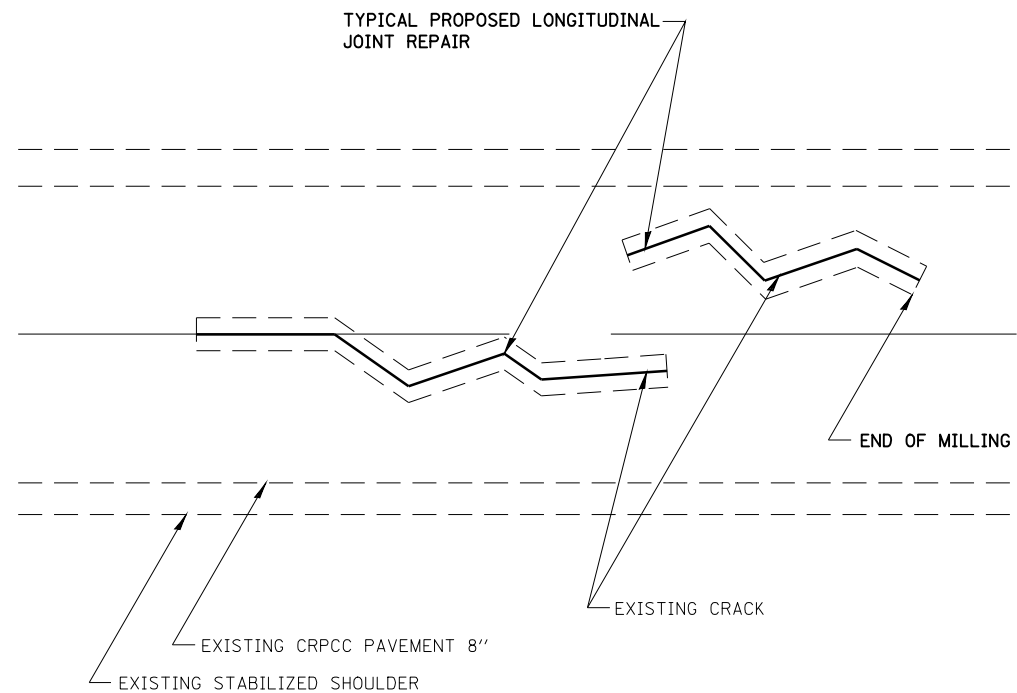 TYPICAL PROPOSED LONGITUDINAL
JOINT REPAIR
END OF MILLING
EXISTING CRACK
EXISTING CRPCC PAVEMENT 8''
EXISTING STABILIZED SHOULDER